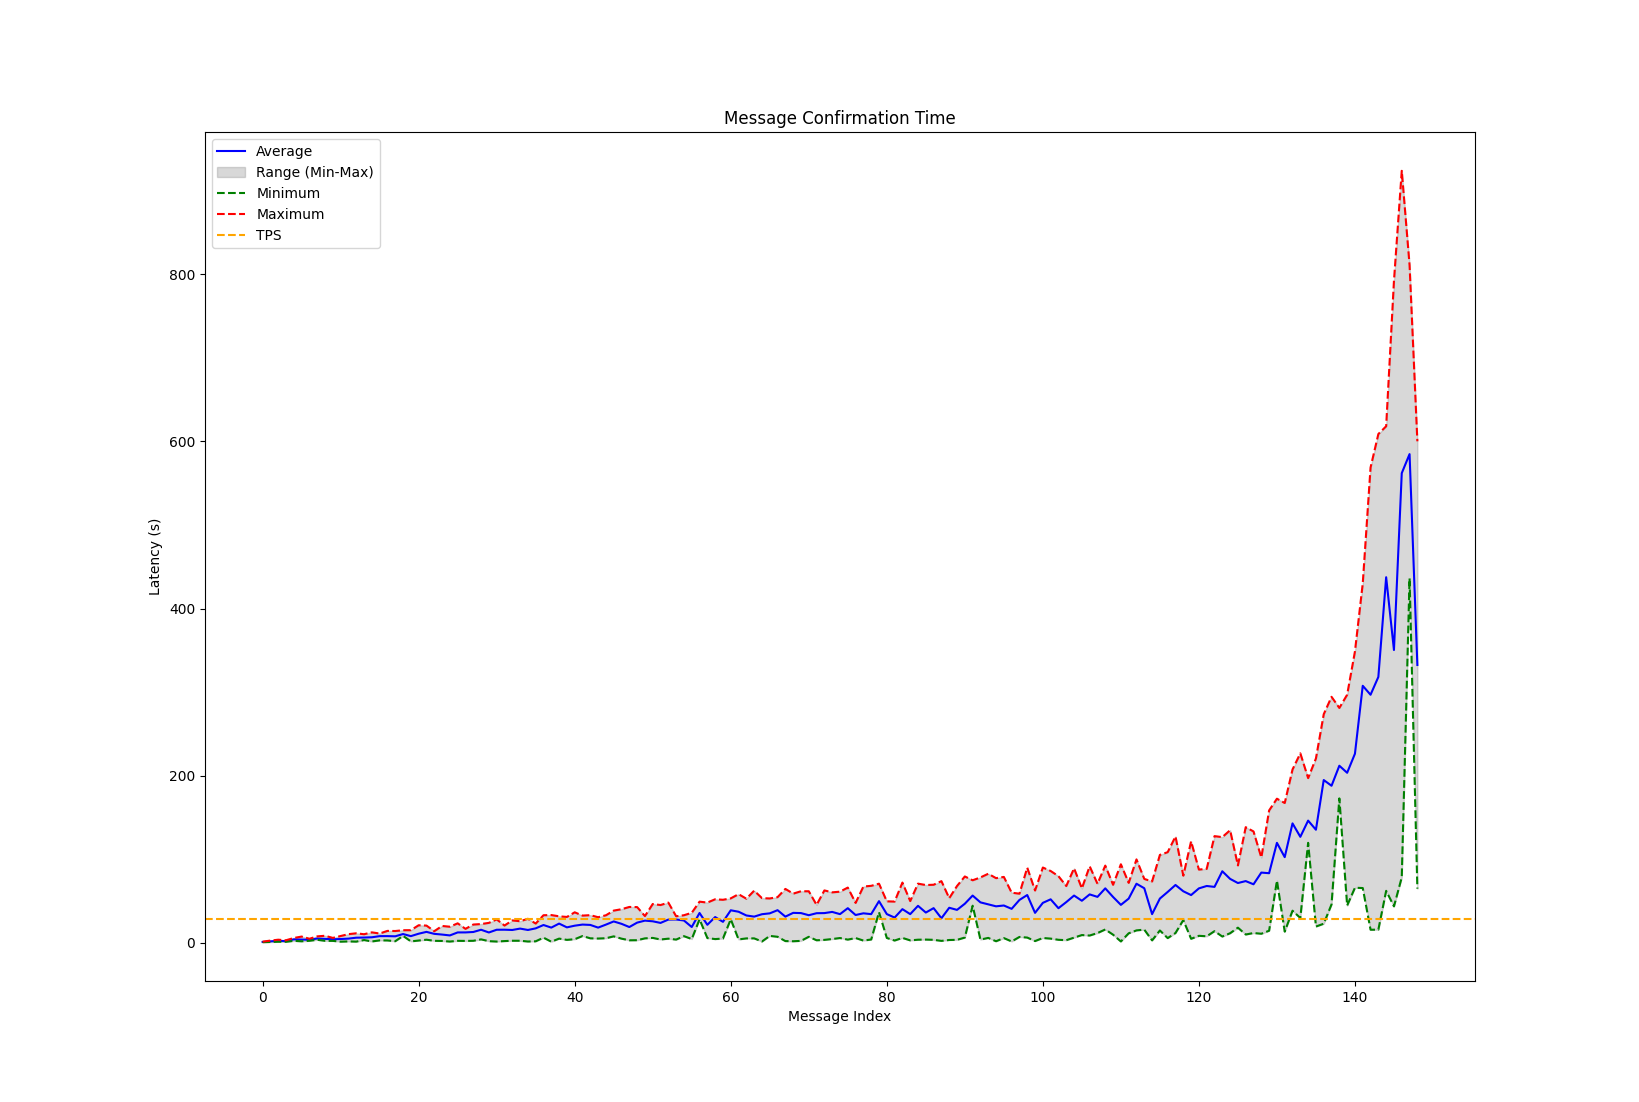 Message Confirmation Time
Average
Range (Min-Max)
Minimum
Maximum
TPS
800
600
400
200
0
Latency (s)
0 20 40 60 80 100 120 140
Message Index